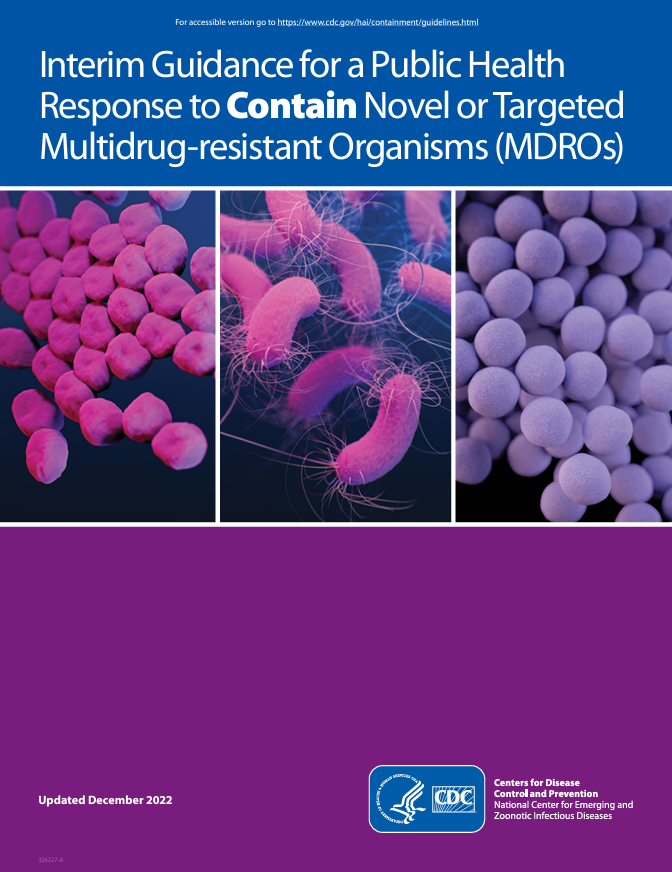 For accessible version go to https://www.cdc.gov/hai/containment/guidelines.html
Interim Guidance for a Public Health
Response to Contain Novel or Targeted
Multidrug-resistant Organisms (MDROs)
Updated December 2022
CDC
Centers for Disease
Control and Prevention
National Center for Emerging and
Zoonotic Infectious Diseases
326227-A